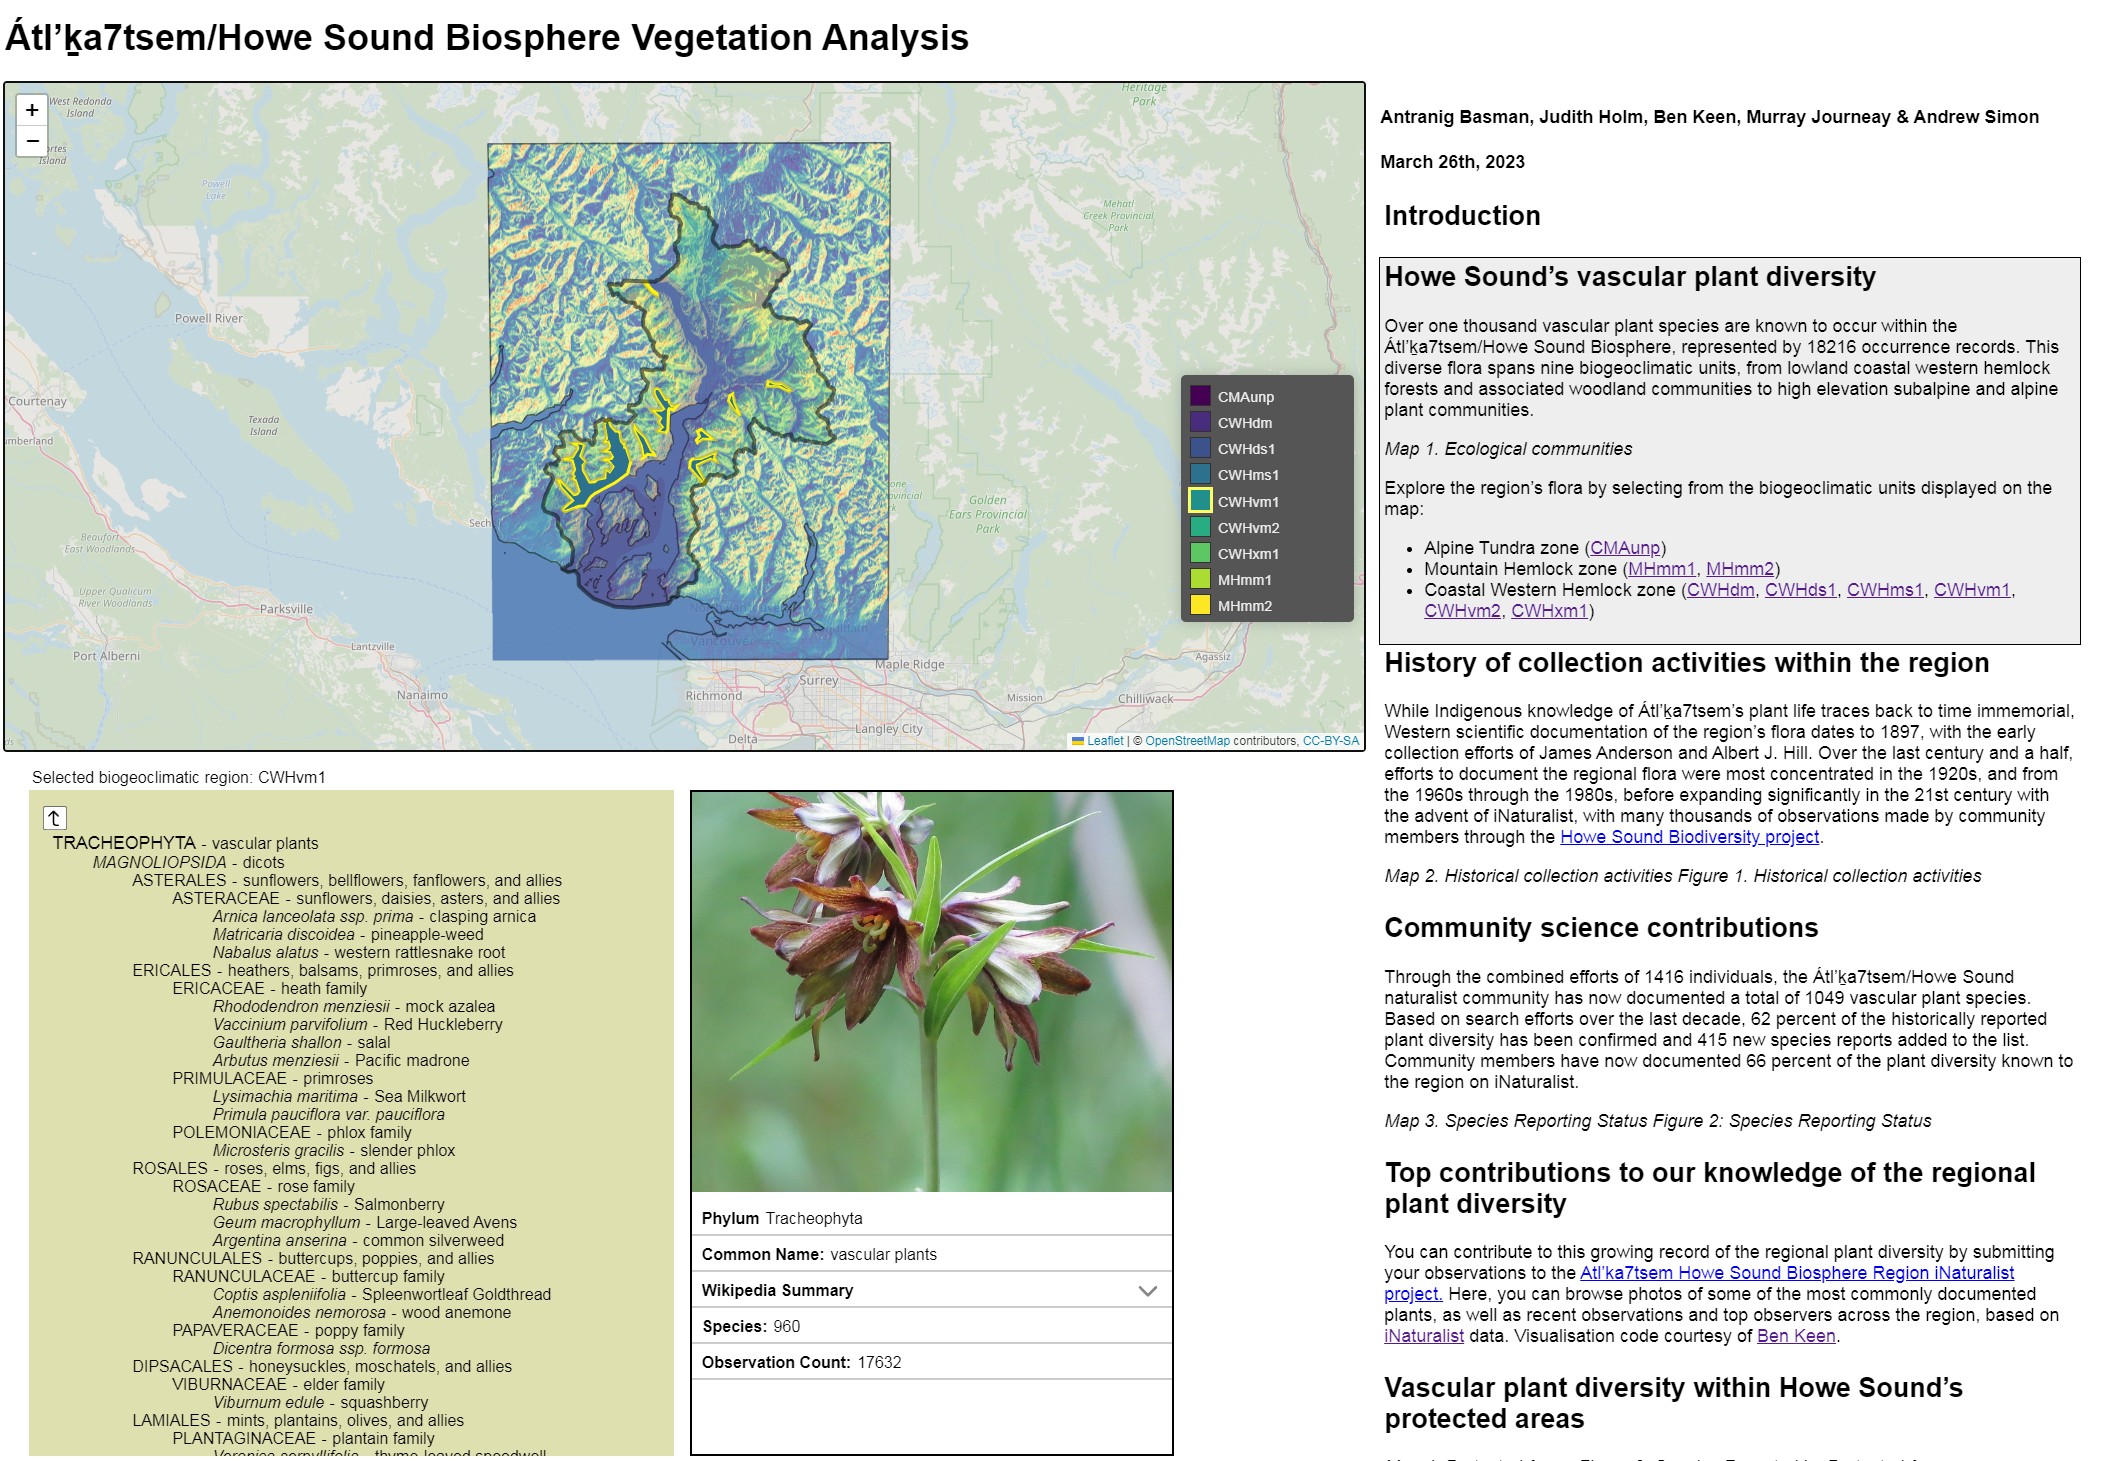 Átl’ḵa7tsem/Howe Sound Biosphere Vegetation Analysis
+
−
West Redonda
Island
ortes
Island
Powell
Lake
Heritage
Park
Mehatl
Creek Provincial
Park
Powell River
Courtenay
umberland
Texada
Island
Golden
Ears Provincial
Park
Sech
Beaufort
East Woodlands
Upper Qualicum
River Woodlands
Parksville
Lantzville
Port Alberni
Nanaimo
Vancouver
Richmond
Surrey
Maple Ridge
Mission
Agassiz
Chilliwack
Langley City
Delta
CMAunp
CWHdm
CWHds1
CWHms1
CWHvm1
CWHvm2
CWHxm1
MHmm1
MHmm2
Leaflet | © OpenStreetMap contributors, CC-BY-SA
Selected biogeoclimatic region: CWHvm1
TRACHEOPHYTA - vascular plants
MAGNOLIOPSIDA - dicots
ASTERALES - sunflowers, bellflowers, fanflowers, and allies
ASTERACEAE - sunflowers, daisies, asters, and allies
Arnica lanceolata ssp. prima - clasping arnica
Matricaria discoidea - pineapple-weed
Nabalus alatus - western rattlesnake root
ERICALES - heathers, balsams, primroses, and allies
ERICACEAE - heath family
Rhododendron menziesii - mock azalea
Vaccinium parvifolium - Red Huckleberry
Gaultheria shallon - salal
Arbutus menziesii - Pacific madrone
PRIMULACEAE - primroses
Lysimachia maritima - Sea Milkwort
Primula pauciflora var. pauciflora
POLEMONIACEAE - phlox family
Microsteris gracilis - slender phlox
ROSALES - roses, elms, figs, and allies
ROSACEAE - rose family
Rubus spectabilis - Salmonberry
Geum macrophyllum - Large-leaved Avens
Argentina anserina - common silverweed
RANUNCULALES - buttercups, poppies, and allies
RANUNCULACEAE - buttercup family
Coptis aspleniifolia - Spleenwortleaf Goldthread
Anemonoides nemorosa - wood anemone
PAPAVERACEAE - poppy family
Dicentra formosa ssp. formosa
DIPSACALES - honeysuckles, moschatels, and allies
VIBURNACEAE - elder family
Viburnum edule - squashberry
LAMIALES - mints, plantains, olives, and allies
PLANTAGINACEAE - plantain family
Phylum Tracheophyta
Common Name: vascular plants
Wikipedia Summary
Species: 960
Observation Count: 17632
Antranig Basman, Judith Holm, Ben Keen, Murray Journeay & Andrew Simon
March 26th, 2023
Introduction
Howe Sound’s vascular plant diversity
Over one thousand vascular plant species are known to occur within the
Átl’ḵa7tsem/Howe Sound Biosphere, represented by 18216 occurrence records. This
diverse flora spans nine biogeoclimatic units, from lowland coastal western hemlock
forests and associated woodland communities to high elevation subalpine and alpine
plant communities.
Map 1. Ecological communities
Explore the region’s flora by selecting from the biogeoclimatic units displayed on the
map:
• Alpine Tundra zone (CMAunp)
• Mountain Hemlock zone (MHmm1, MHmm2)
• Coastal Western Hemlock zone (CWHdm, CWHds1, CWHms1, CWHvm1,
CWHvm2, CWHxm1)
History of collection activities within the region
While Indigenous knowledge of Átl’ḵa7tsem’s plant life traces back to time immemorial,
Western scientific documentation of the region’s flora dates to 1897, with the early
collection efforts of James Anderson and Albert J. Hill. Over the last century and a half,
efforts to document the regional flora were most concentrated in the 1920s, and from
the 1960s through the 1980s, before expanding significantly in the 21st century with
the advent of iNaturalist, with many thousands of observations made by community
members through the Howe Sound Biodiversity project.
Map 2. Historical collection activities Figure 1. Historical collection activities
Community science contributions
Through the combined efforts of 1416 individuals, the Átl’ḵa7tsem/Howe Sound
naturalist community has now documented a total of 1049 vascular plant species.
Based on search efforts over the last decade, 62 percent of the historically reported
plant diversity has been confirmed and 415 new species reports added to the list.
Community members have now documented 66 percent of the plant diversity known to
the region on iNaturalist.
Map 3. Species Reporting Status Figure 2: Species Reporting Status
Top contributions to our knowledge of the regional
plant diversity
You can contribute to this growing record of the regional plant diversity by submitting
your observations to the Atl’ka7tsem Howe Sound Biosphere Region iNaturalist
project. Here, you can browse photos of some of the most commonly documented
plants, as well as recent observations and top observers across the region, based on
iNaturalist data. Visualisation code courtesy of Ben Keen.
Vascular plant diversity within Howe Sound’s
protected areas